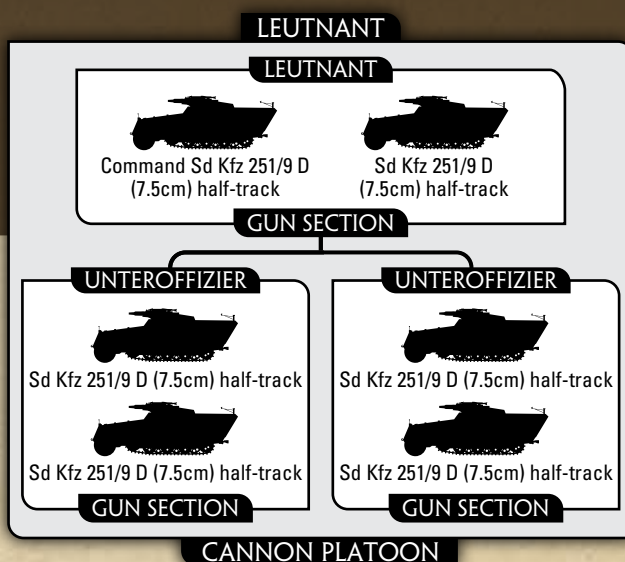 LEUTNANT
LEUTNANT
Command Sd Kfz 251/9 D
(7.5cm) half-track
Sd Kfz 251/9 D
(7.5cm) half-track
GUN SECTION
UNTEROFFIZIER
Sd Kfz 251/9 D (7.5cm) half-track
Sd Kfz 251/9 D (7.5cm) half-track
GUN SECTION
UNTEROFFIZIER
Sd Kfz 251/9 D (7.5cm) half-track
Sd Kfz 251/9 D (7.5cm) half-track
GUN SECTION
CANNON PLATOON